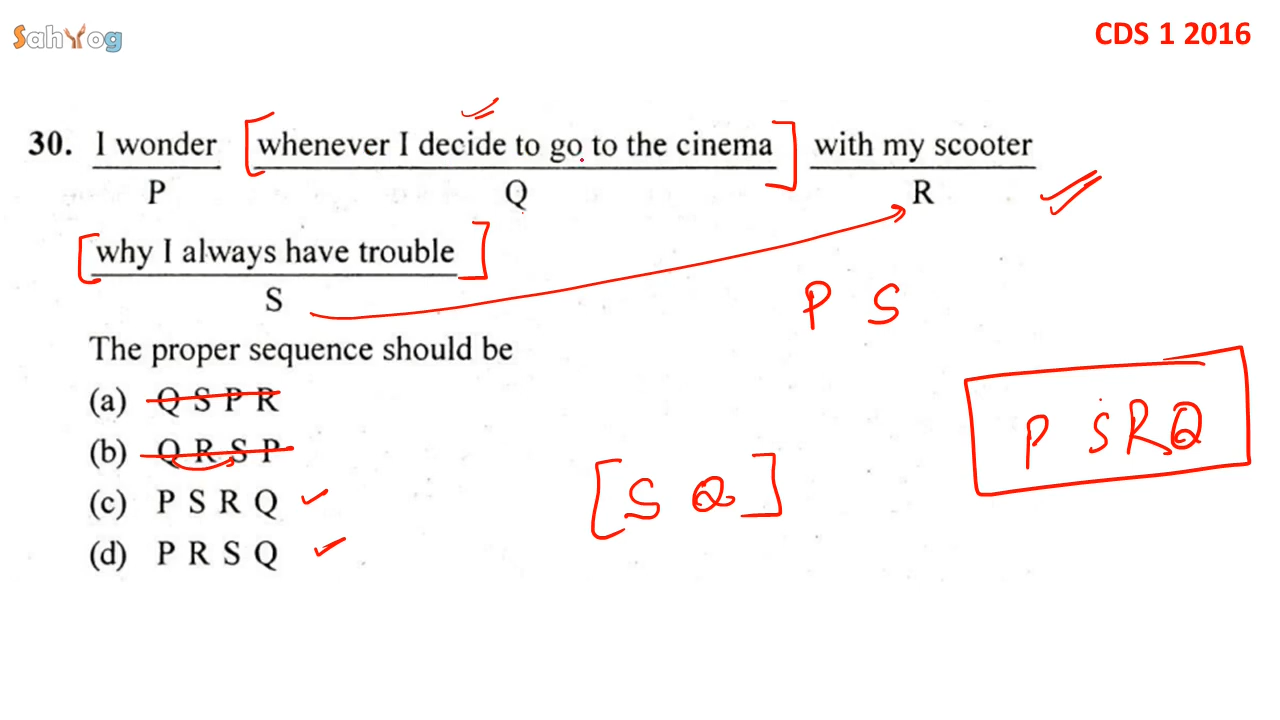 SahYog
CDS 1 2016
30. I wonder whenever I decide to go to the cinema with my scooter
P Q R
why I always have trouble
S
P S
The proper sequence should be
(a) Q S P R
(b) Q R S P
(c) P S R Q
(d) P R S Q
[S Q]
P S R Q